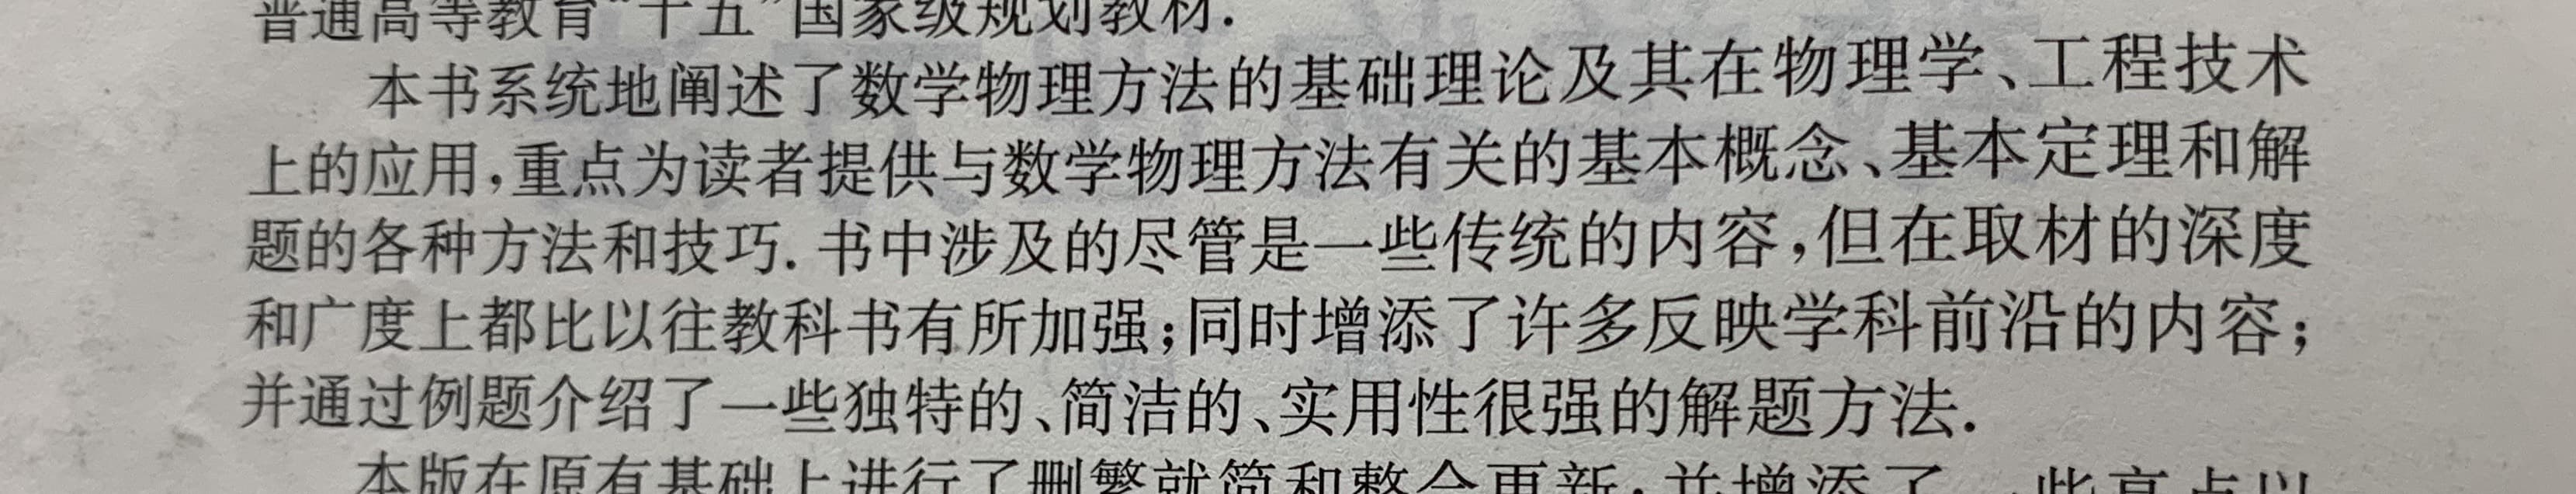 普通高等教育“十五”国家级规划教材.
本书系统地阐述了数学物理方法的基础理论及其在物理学、工程技术
上的应用,重点为读者提供与数学物理方法有关的基本概念、基本定理和解
题的各种方法和技巧.书中涉及的尽管是一些传统的内容,但在取材的深度
和广度上都比以往教科书有所加强;同时增添了许多反映学科前沿的内容;
并通过例题介绍了一些独特的、简洁的、实用性很强的解题方法.
本版在原有基础上进行了删繁就简和整合更新;并增添了一些亮点以